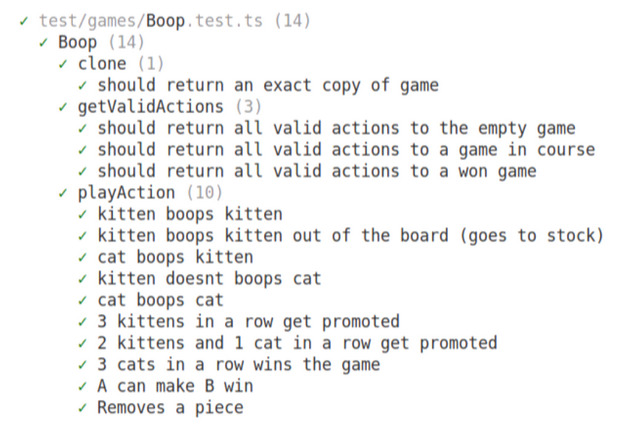 ✓ test/games/Boop.test.ts (14)
✓ Boop (14)
✓ clone (1)
✓ should return an exact copy of game
✓ getValidActions (3)
✓ should return all valid actions to the empty game
✓ should return all valid actions to a game in course
✓ should return all valid actions to a won game
✓ playAction (10)
✓ kitten boops kitten
✓ kitten boops kitten out of the board (goes to stock)
✓ cat boops kitten
✓ kitten doesnt boops cat
✓ cat boops cat
✓ 3 kittens in a row get promoted
✓ 2 kittens and 1 cat in a row get promoted
✓ 3 cats in a row wins the game
✓ A can make B win
✓ Removes a piece